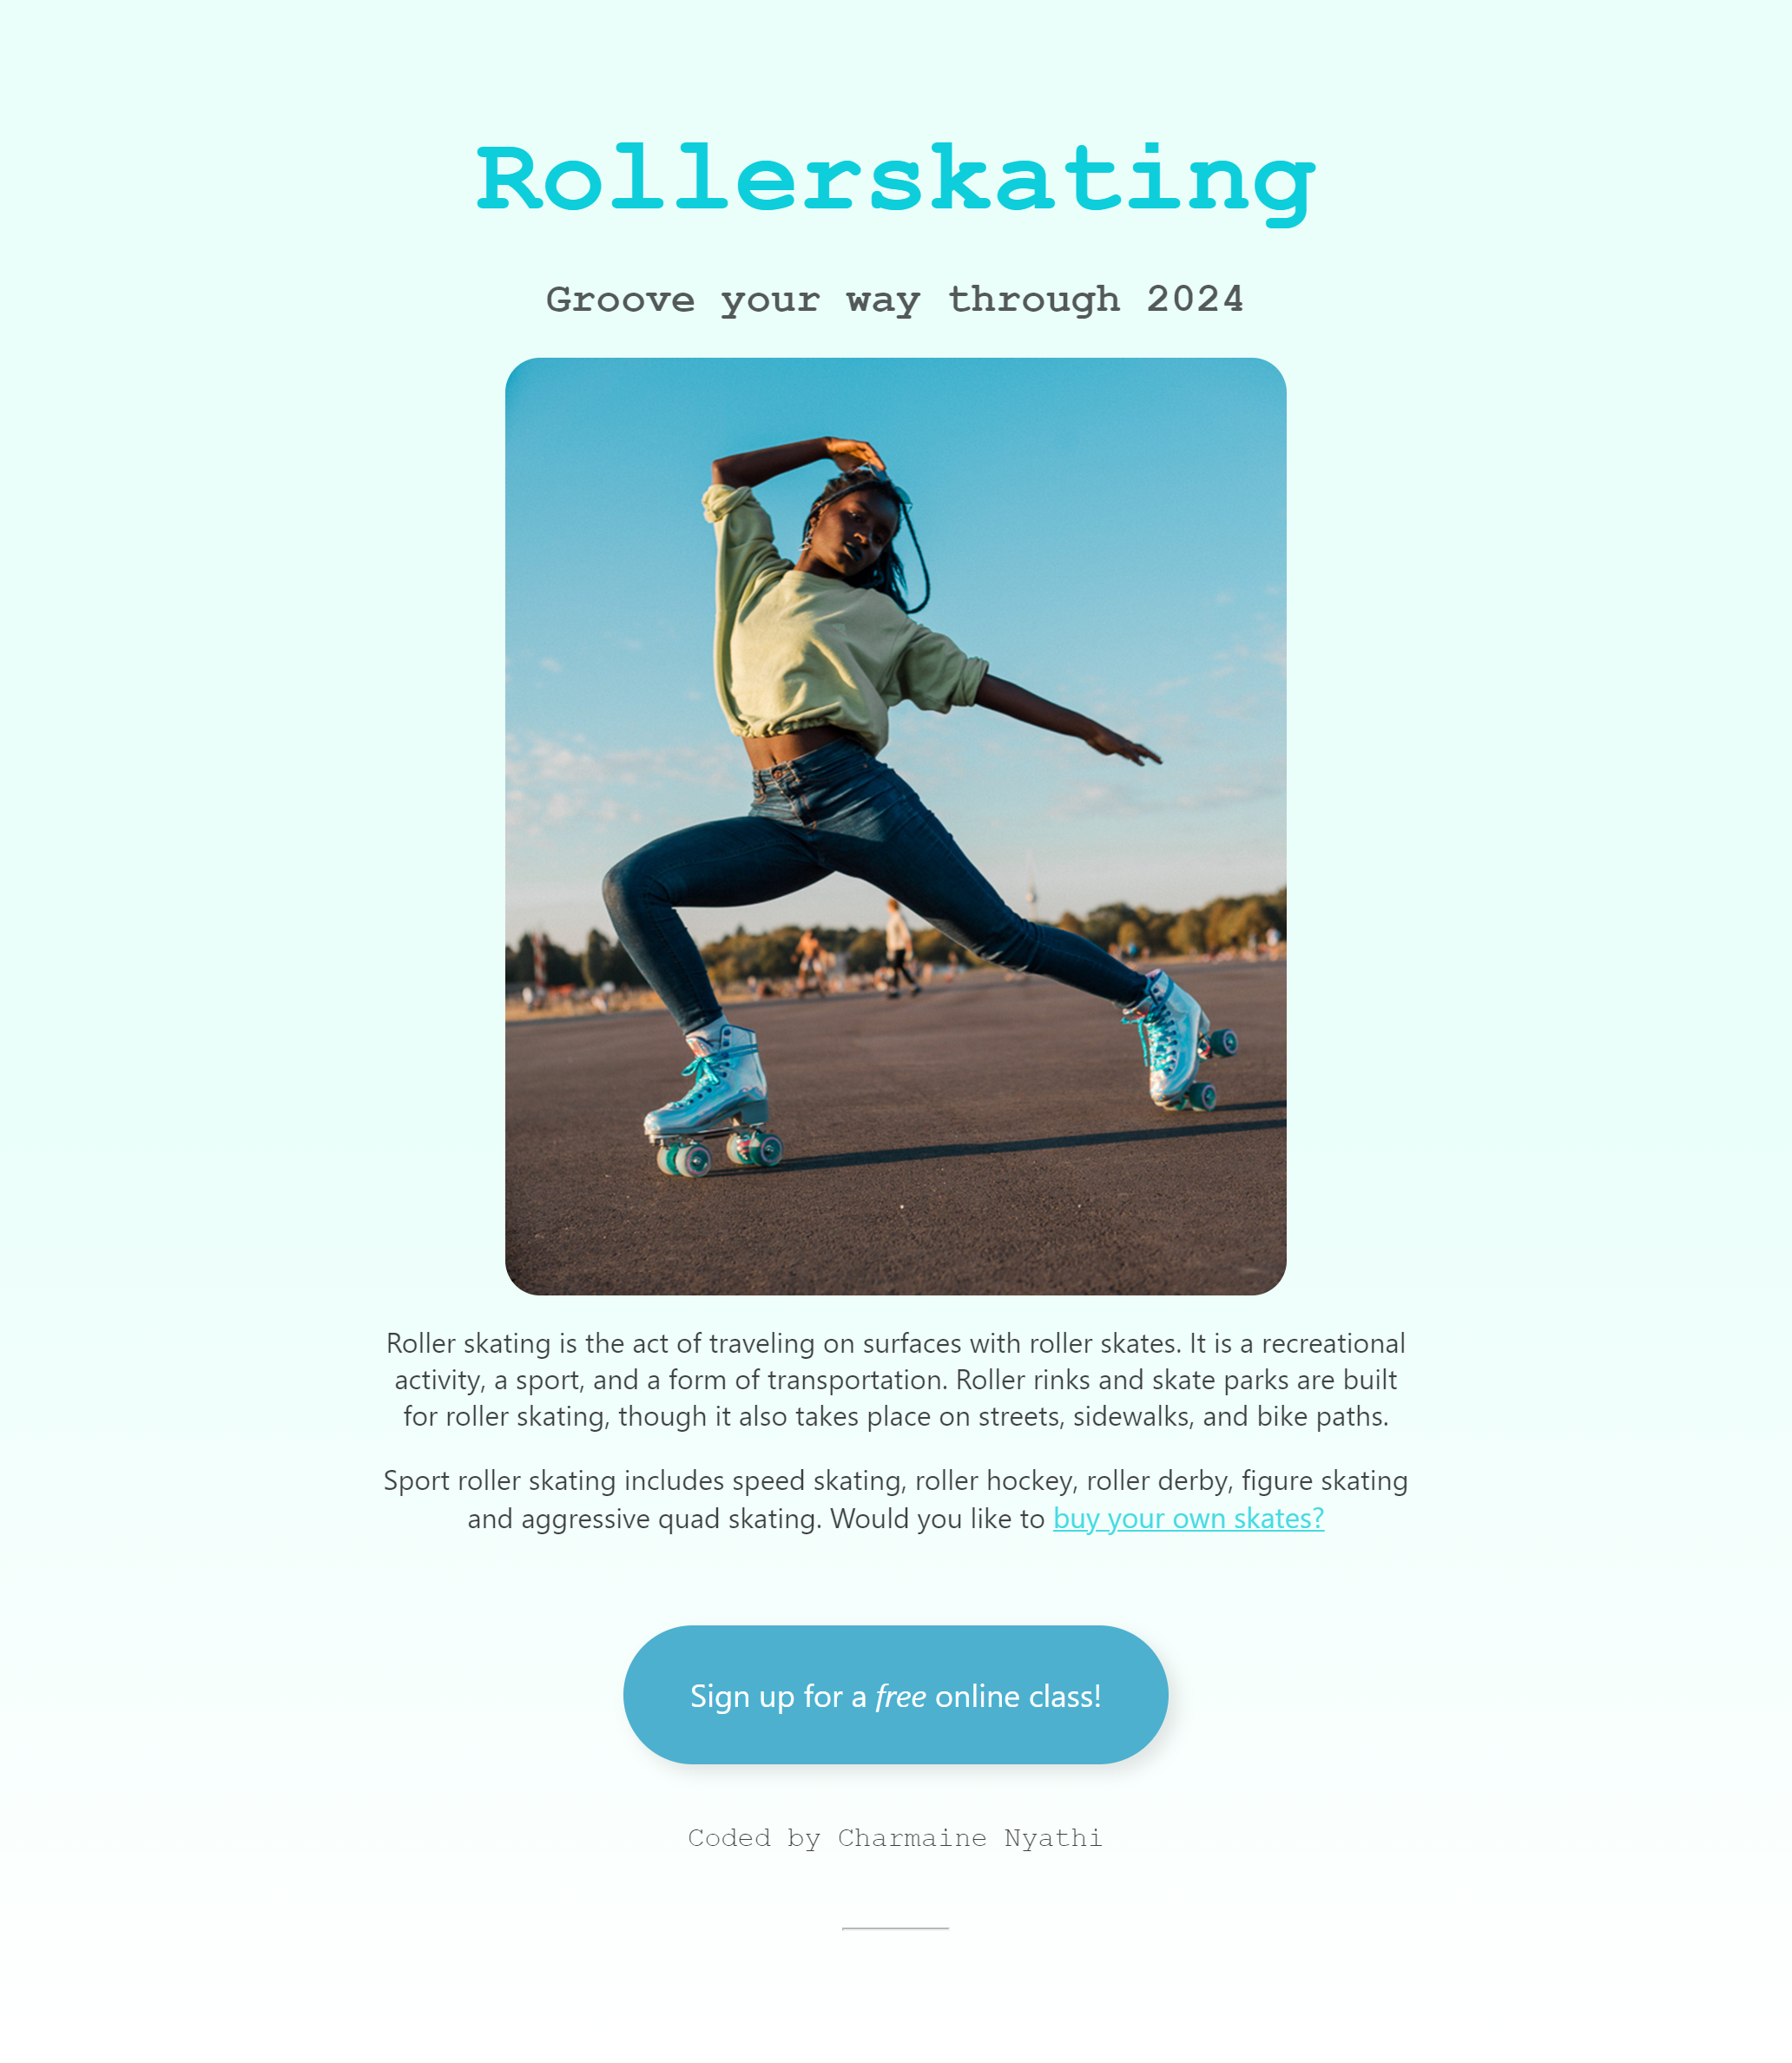 Rollerskating
Groove your way through 2024
Roller skating is the act of traveling on surfaces with roller skates. It is a recreational
activity, a sport, and a form of transportation. Roller rinks and skate parks are built
for roller skating, though it also takes place on streets, sidewalks, and bike paths.
Sport roller skating includes speed skating, roller hockey, roller derby, figure skating
and aggressive quad skating. Would you like to buy your own skates?
Sign up for a free online class!
Coded by Charmaine Nyathi